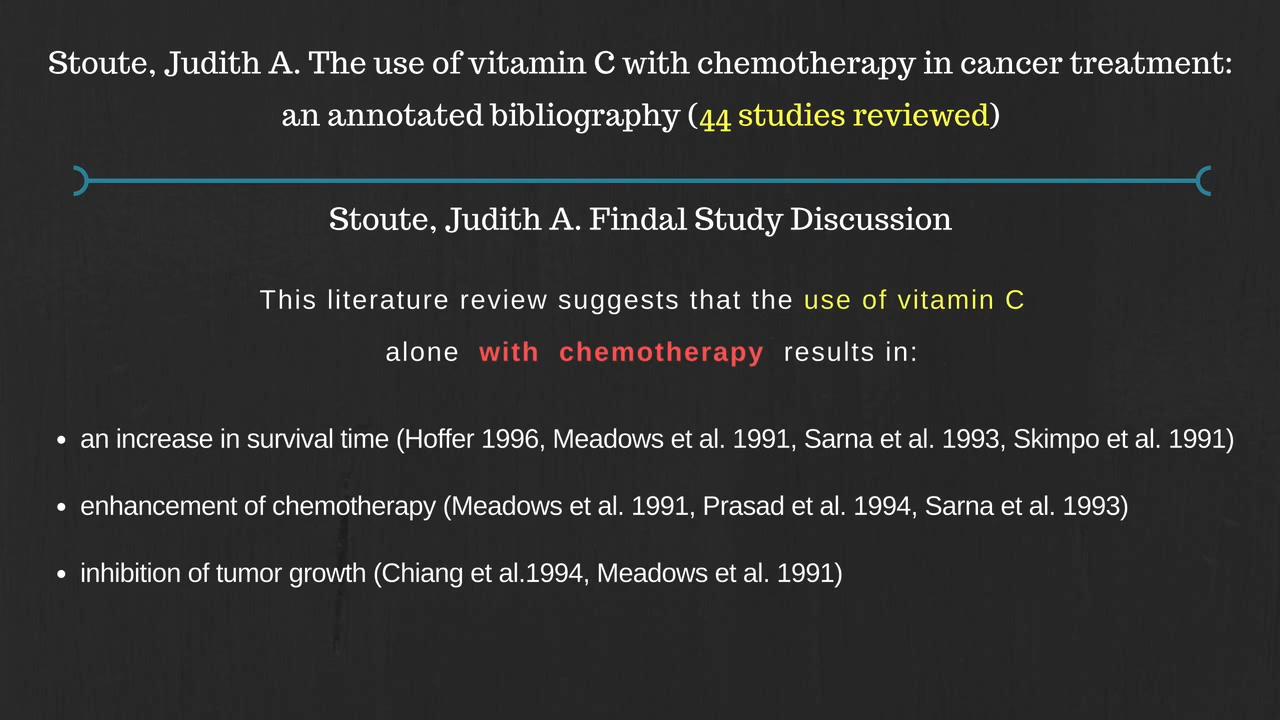 Stoute, Judith A. The use of vitamin C with chemotherapy in cancer treatment:
an annotated bibliography (44 studies reviewed)
Stoute, Judith A. Findal Study Discussion
This literature review suggests that the use of vitamin C
alone with chemotherapy results in:
• an increase in survival time (Hoffer 1996, Meadows et al. 1991, Sarna et al. 1993, Skimpo et al. 1991)
• enhancement of chemotherapy (Meadows et al. 1991, Prasad et al. 1994, Sarna et al. 1993)
• inhibition of tumor growth (Chiang et al.1994, Meadows et al. 1991)